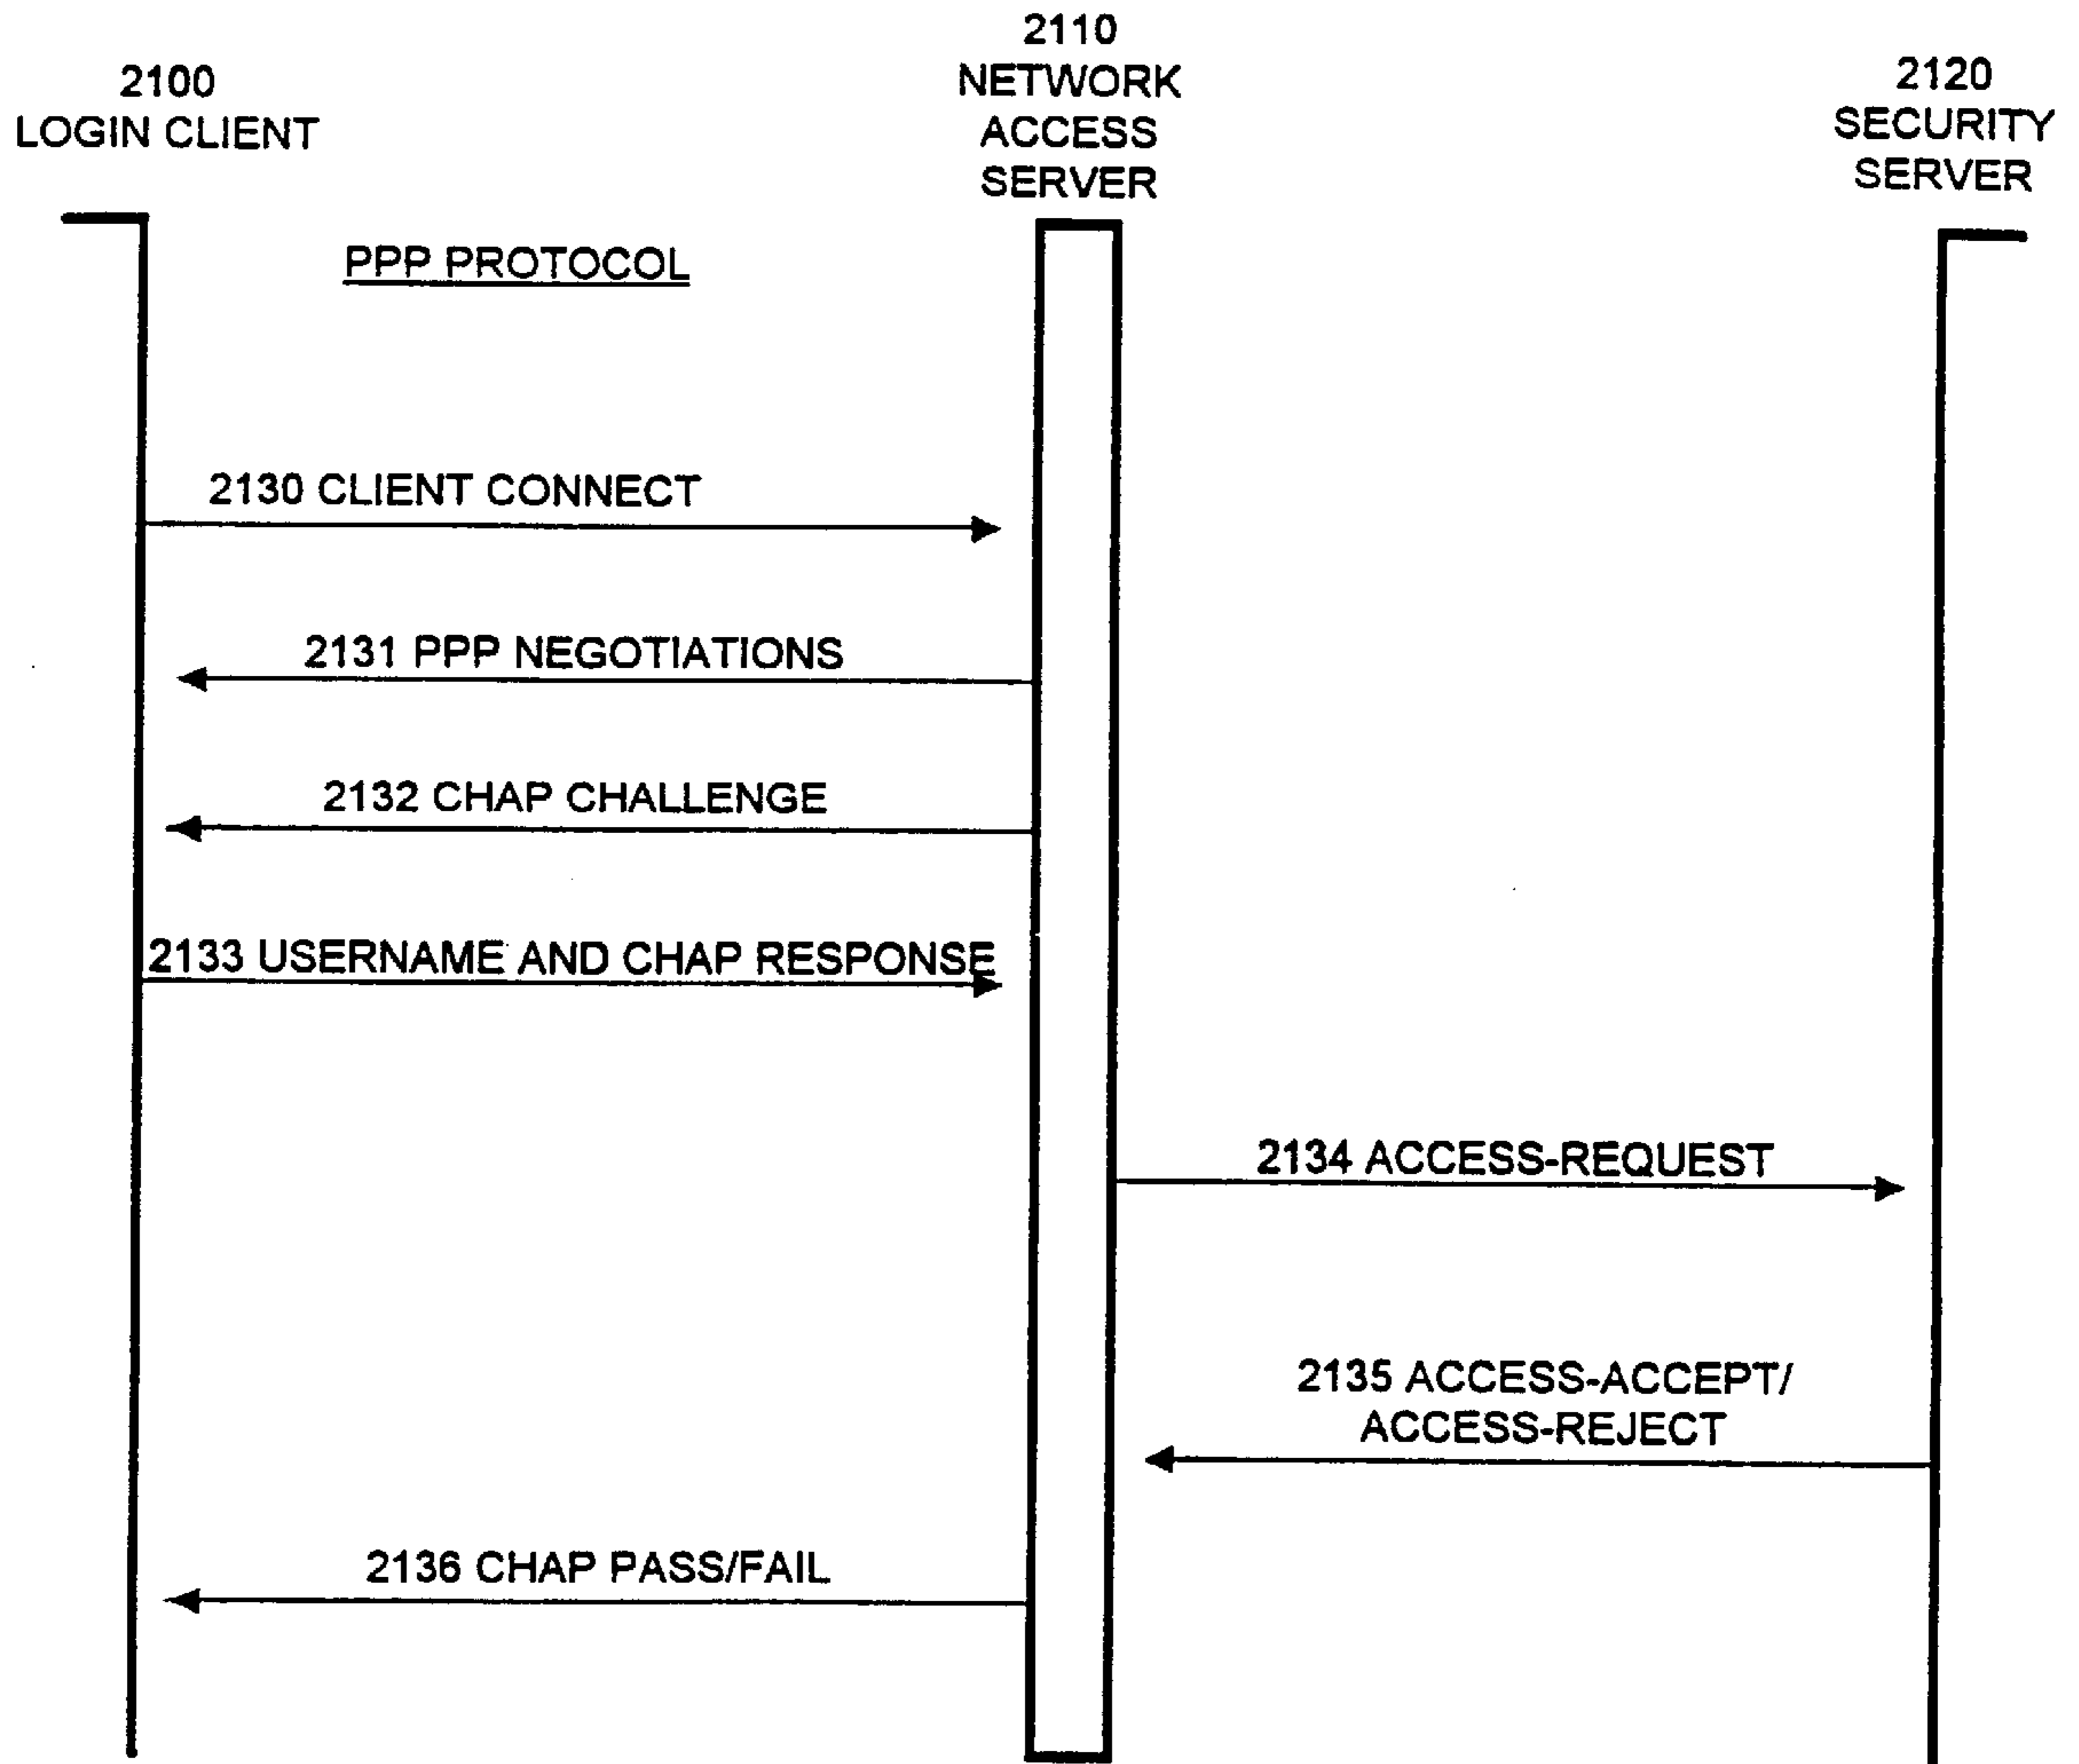 2100
LOGIN CLIENT
2110
NETWORK
ACCESS
SERVER
2120
SECURITY
SERVER
PPP PROTOCOL
2130 CLIENT CONNECT
2131 PPP NEGOTIATIONS
2132 CHAP CHALLENGE
2133 USERNAME AND CHAP RESPONSE
2134 ACCESS-REQUEST
2135 ACCESS-ACCEPT/
ACCESS-REJECT
2136 CHAP PASS/FAIL